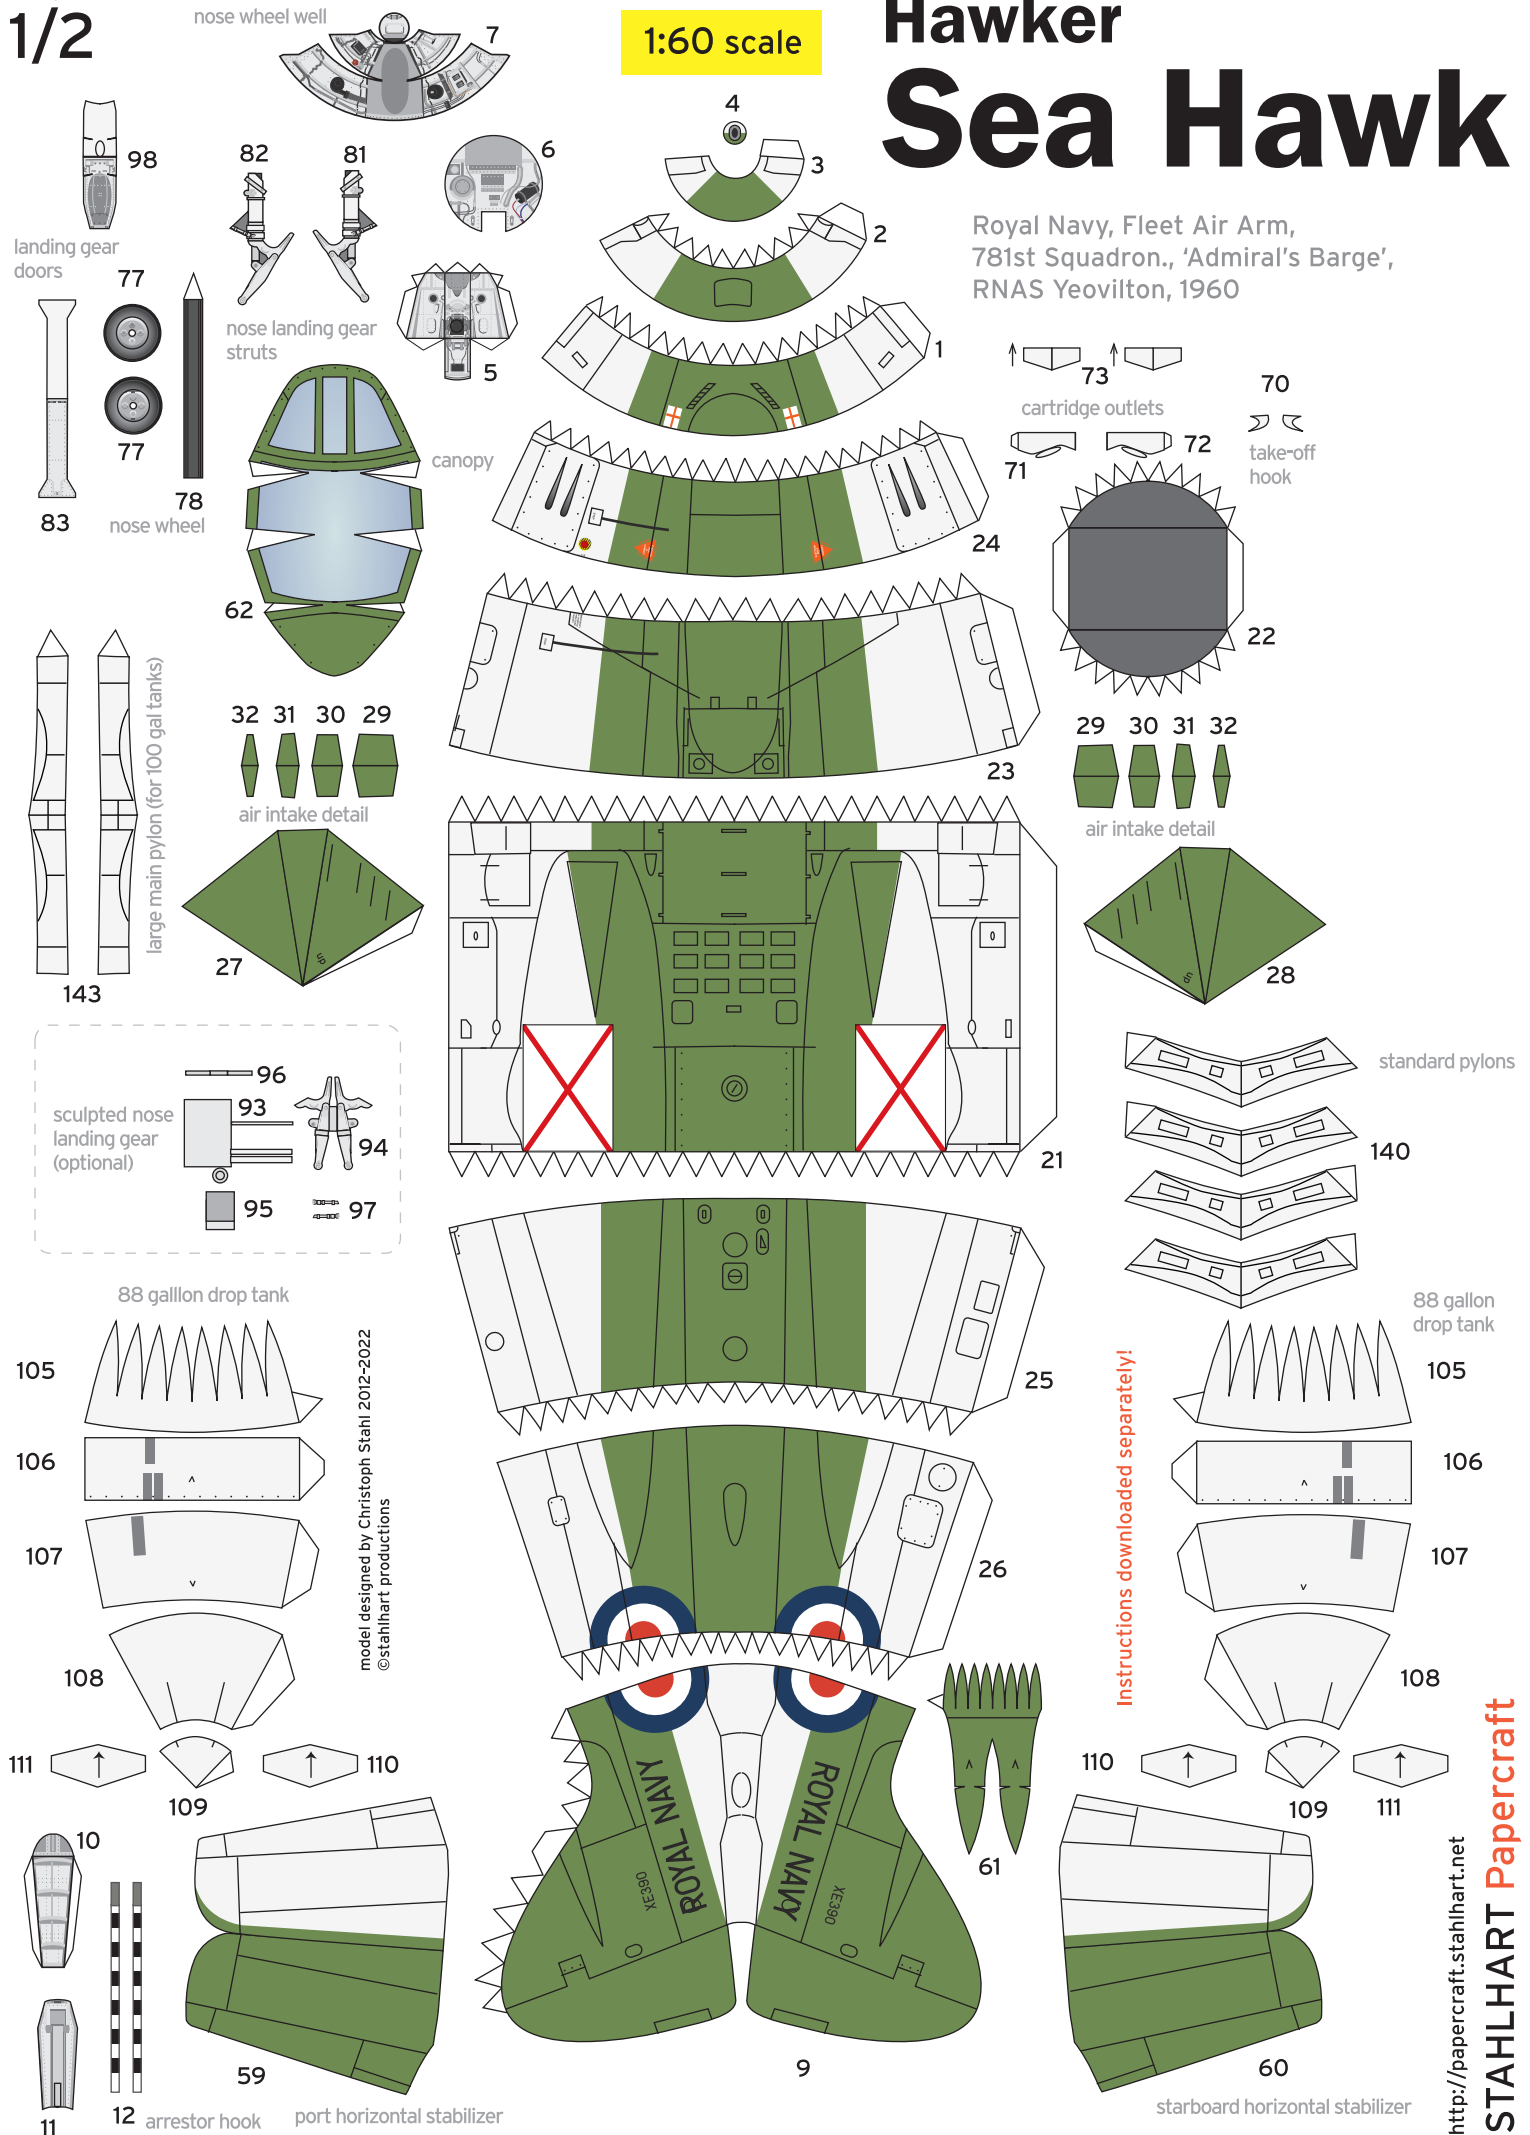 1/2
nose wheel well
7
1:60 scale
Hawker
Sea Hawk
Royal Navy, Fleet Air Arm,
781st Squadron., ‘Admiral’s Barge’,
RNAS Yeovilton, 1960
4
3
2
1
6
98
82
81
landing gear
doors
77
77
78
83
nose wheel
nose landing gear
struts
5
canopy
62
24
23
73
cartridge outlets
71
72
70
take-off
hook
22
32
31
30
29
air intake detail
27
up
29
30
31
32
air intake detail
28
up
large main pylon (for 100 gal tanks)
143
96
93
94
95
97
sculpted nose
landing gear
(optional)
21
standard pylons
140
88 galllon drop tank
105
106
107
108
111
109
110
model designed by Christoph Stahl 2012-2022
©stahlhart productions
25
26
Instructions downloaded separately!
88 gallon
drop tank
105
106
107
108
110
109
111
61
ROYAL NAVY
XE390
ROYAL NAVY
XE390
9
10
11
12
arrestor hook
59
port horizontal stabilizer
60
starboard horizontal stabilizer
http://papercraft.stahlhart.net
STAHLHART Papercraft